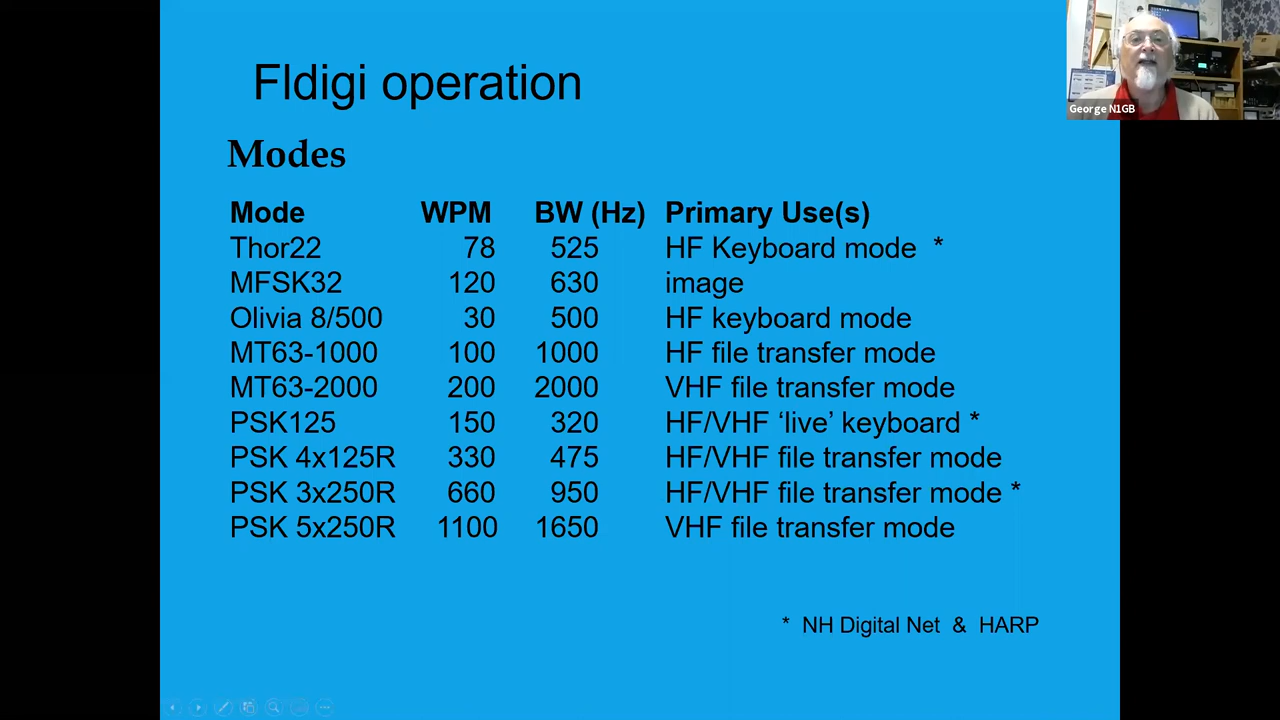 Fldigi operation
George N1GB
Modes
Mode WPM BW (Hz) Primary Use(s)
Thor22 78 525 HF Keyboard mode *
MFSK32 120 630 image
Olivia 8/500 30 500 HF keyboard mode
MT63-1000 100 1000 HF file transfer mode
MT63-2000 200 2000 VHF file transfer mode
PSK125 150 320 HF/VHF ‘live’ keyboard *
PSK 4x125R 330 475 HF/VHF file transfer mode
PSK 3x250R 660 950 HF/VHF file transfer mode *
PSK 5x250R 1100 1650 VHF file transfer mode
* NH Digital Net & HARP